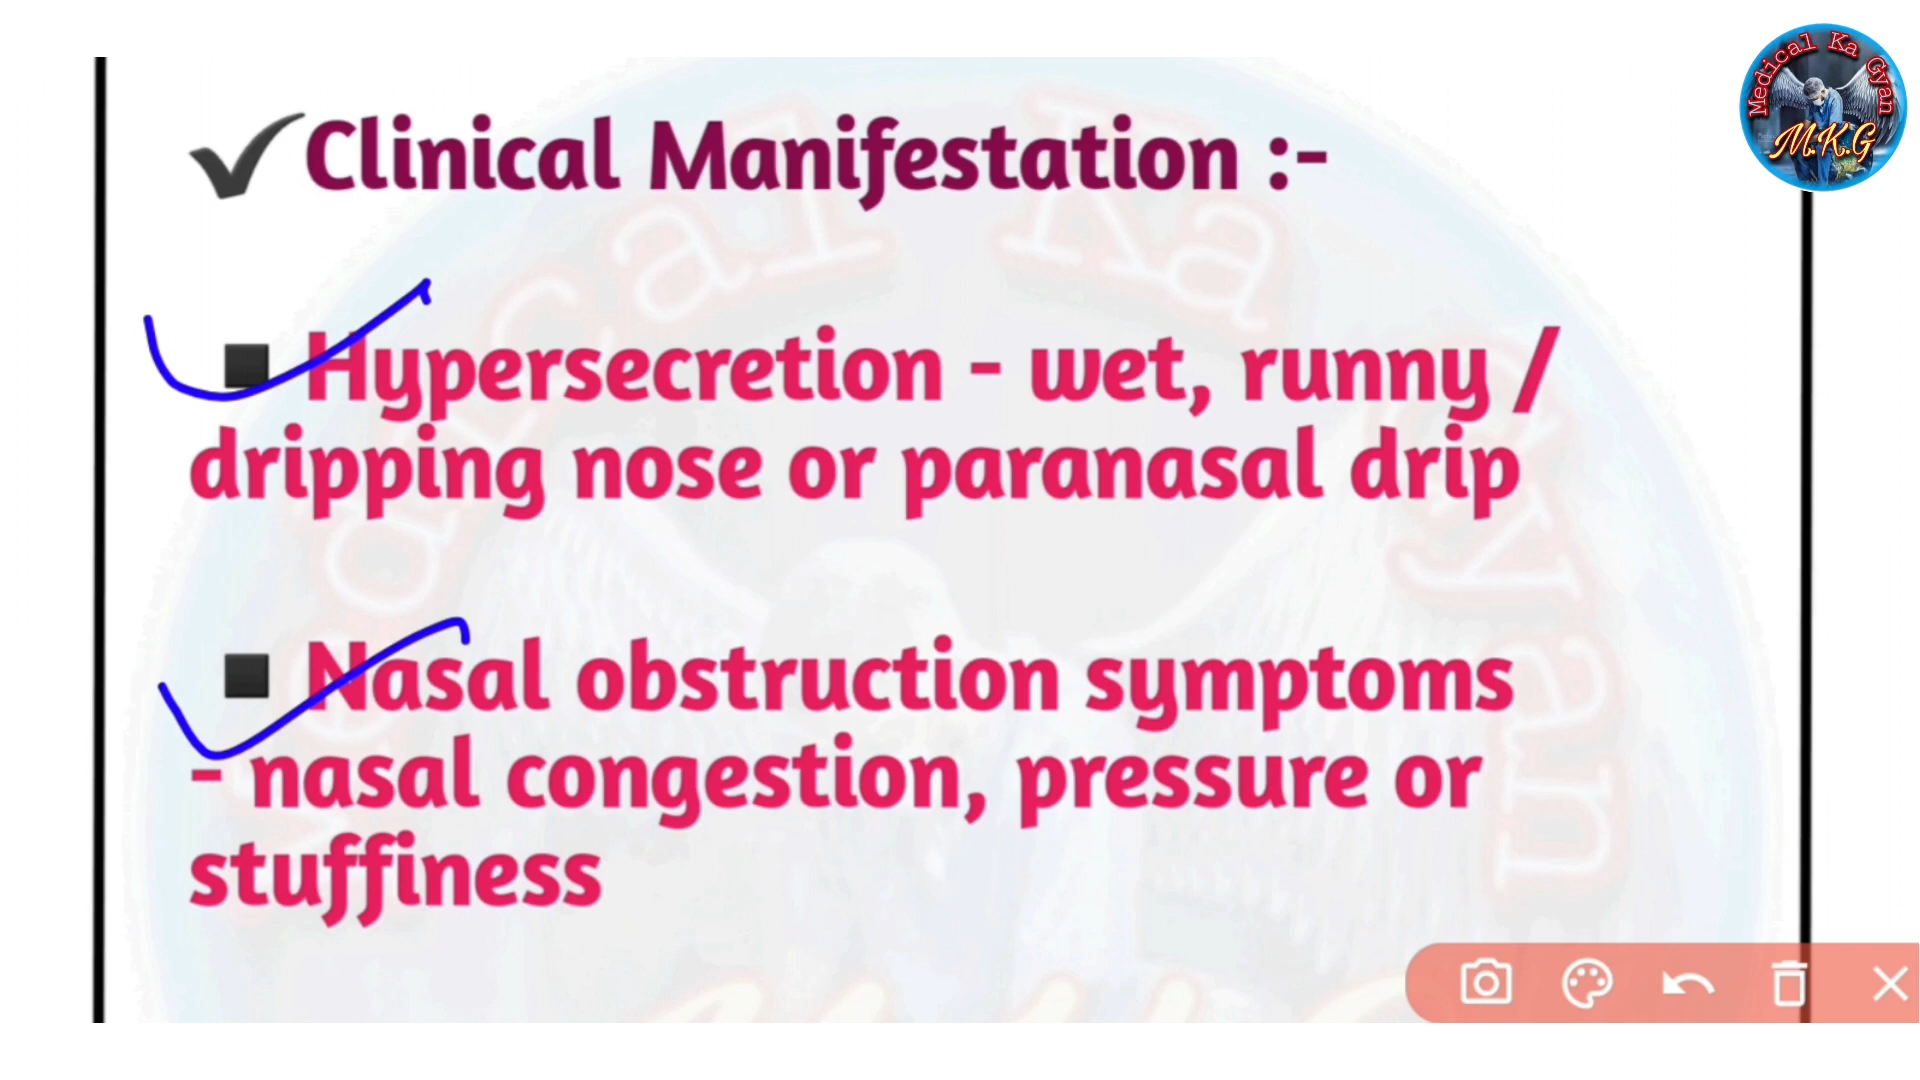 Medical Ka Gyan
M.K.G
✔Clinical Manifestation :-
▪ Hypersecretion - wet, runny /
dripping nose or paranasal drip
▪ Nasal obstruction symptoms
- nasal congestion, pressure or
stuffiness